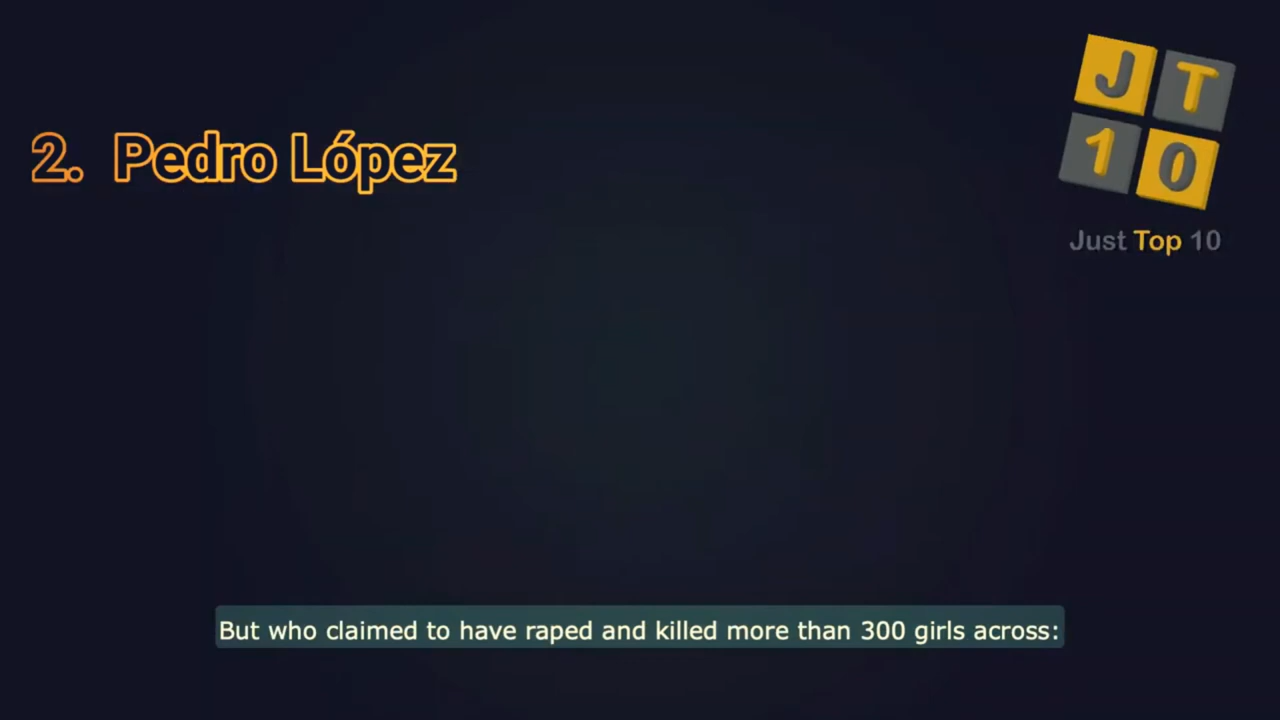 2. Pedro López
J T
1 0
Just Top 10
But who claimed to have raped and killed more than 300 girls across: